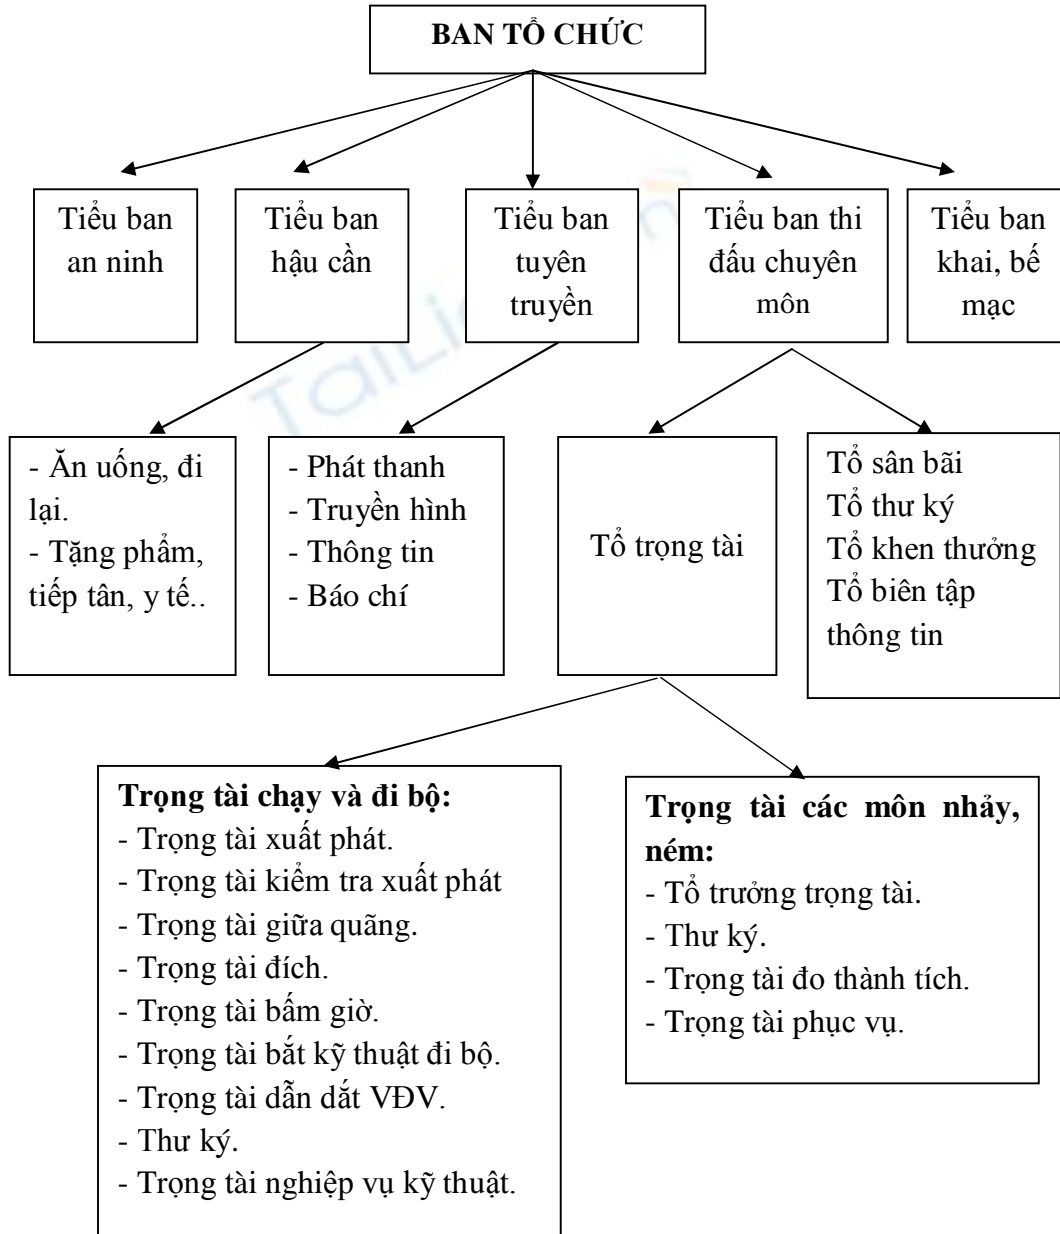 BAN TỔ CHỨC
Tiểu ban
an ninh
Tiểu ban
hậu cần
Tiểu ban
tuyên
truyền
Tiểu ban thi
đấu chuyên
môn
Tiểu ban
khai, bế
mạc
- Ăn uống, đi
lại.
- Tặng phẩm,
tiếp tân, y tế..
- Phát thanh
- Truyền hình
- Thông tin
- Báo chí
Tổ trọng tài
Tổ sân bãi
Tổ thư ký
Tổ khen thưởng
Tổ biên tập
thông tin
Trọng tài chạy và đi bộ:
- Trọng tài xuất phát.
- Trọng tài kiểm tra xuất phát
- Trọng tài giữa quãng.
- Trọng tài đích.
- Trọng tài bấm giờ.
- Trọng tài bắt kỹ thuật đi bộ.
- Trọng tài dẫn dắt VĐV.
- Thư ký.
- Trọng tài nghiệp vụ kỹ thuật.
Trọng tài các môn nhảy,
ném:
- Tổ trưởng trọng tài.
- Thư ký.
- Trọng tài đo thành tích.
- Trọng tài phục vụ.